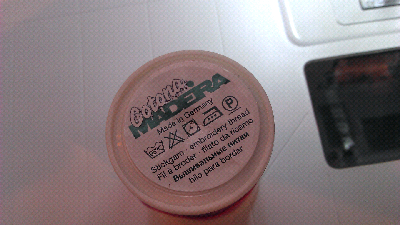 Cotona
MADEIRA
Made in Germany
P
Stickgarn · embroidery thread
Fil a broder · filato da ricamo
Вышивальные нитки
hilo para bordar